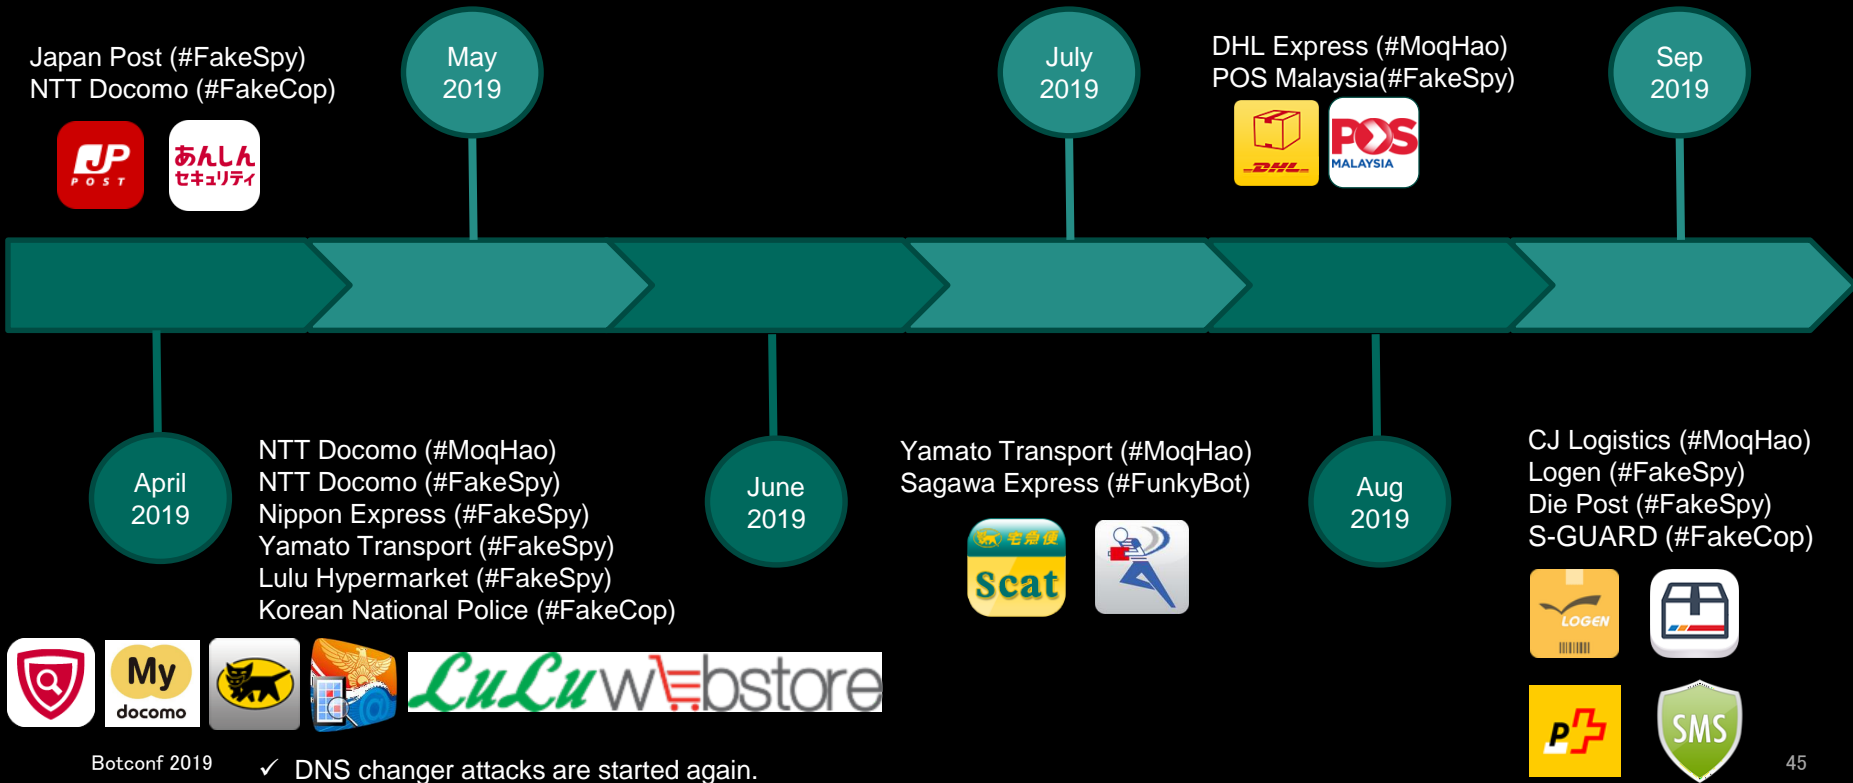 Japan Post (#FakeSpy)
NTT Docomo (#FakeCop)
JP
POST
あんしん
セキュリティ
May
2019
July
2019
DHL Express (#MoqHao)
POS Malaysia(#FakeSpy)
DHL
POS
MALAYSIA
Sep
2019
April
2019
NTT Docomo (#MoqHao)
NTT Docomo (#FakeSpy)
Nippon Express (#FakeSpy)
Yamato Transport (#FakeSpy)
Lulu Hypermarket (#FakeSpy)
Korean National Police (#FakeCop)
My
docomo
LuLu webstore
June
2019
Yamato Transport (#MoqHao)
Sagawa Express (#FunkyBot)
宅急便
Scat
Aug
2019
CJ Logistics (#MoqHao)
Logen (#FakeSpy)
Die Post (#FakeSpy)
S-GUARD (#FakeCop)
LOGEN
P
SMS
Botconf 2019
✓ DNS changer attacks are started again.
45